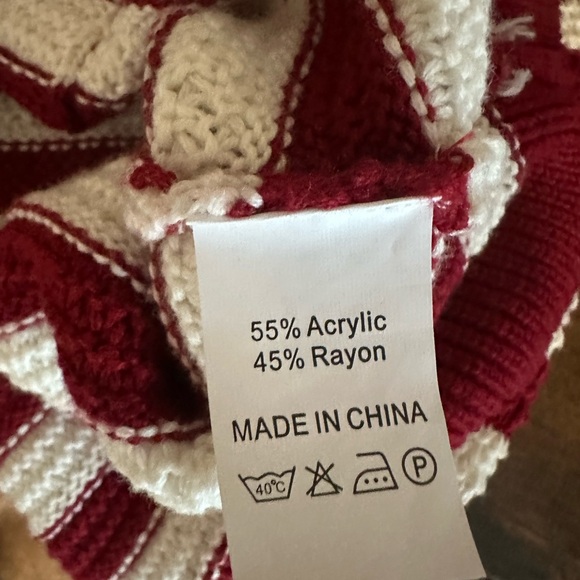 55% Acrylic
45% Rayon
MADE IN CHINA
40°C P